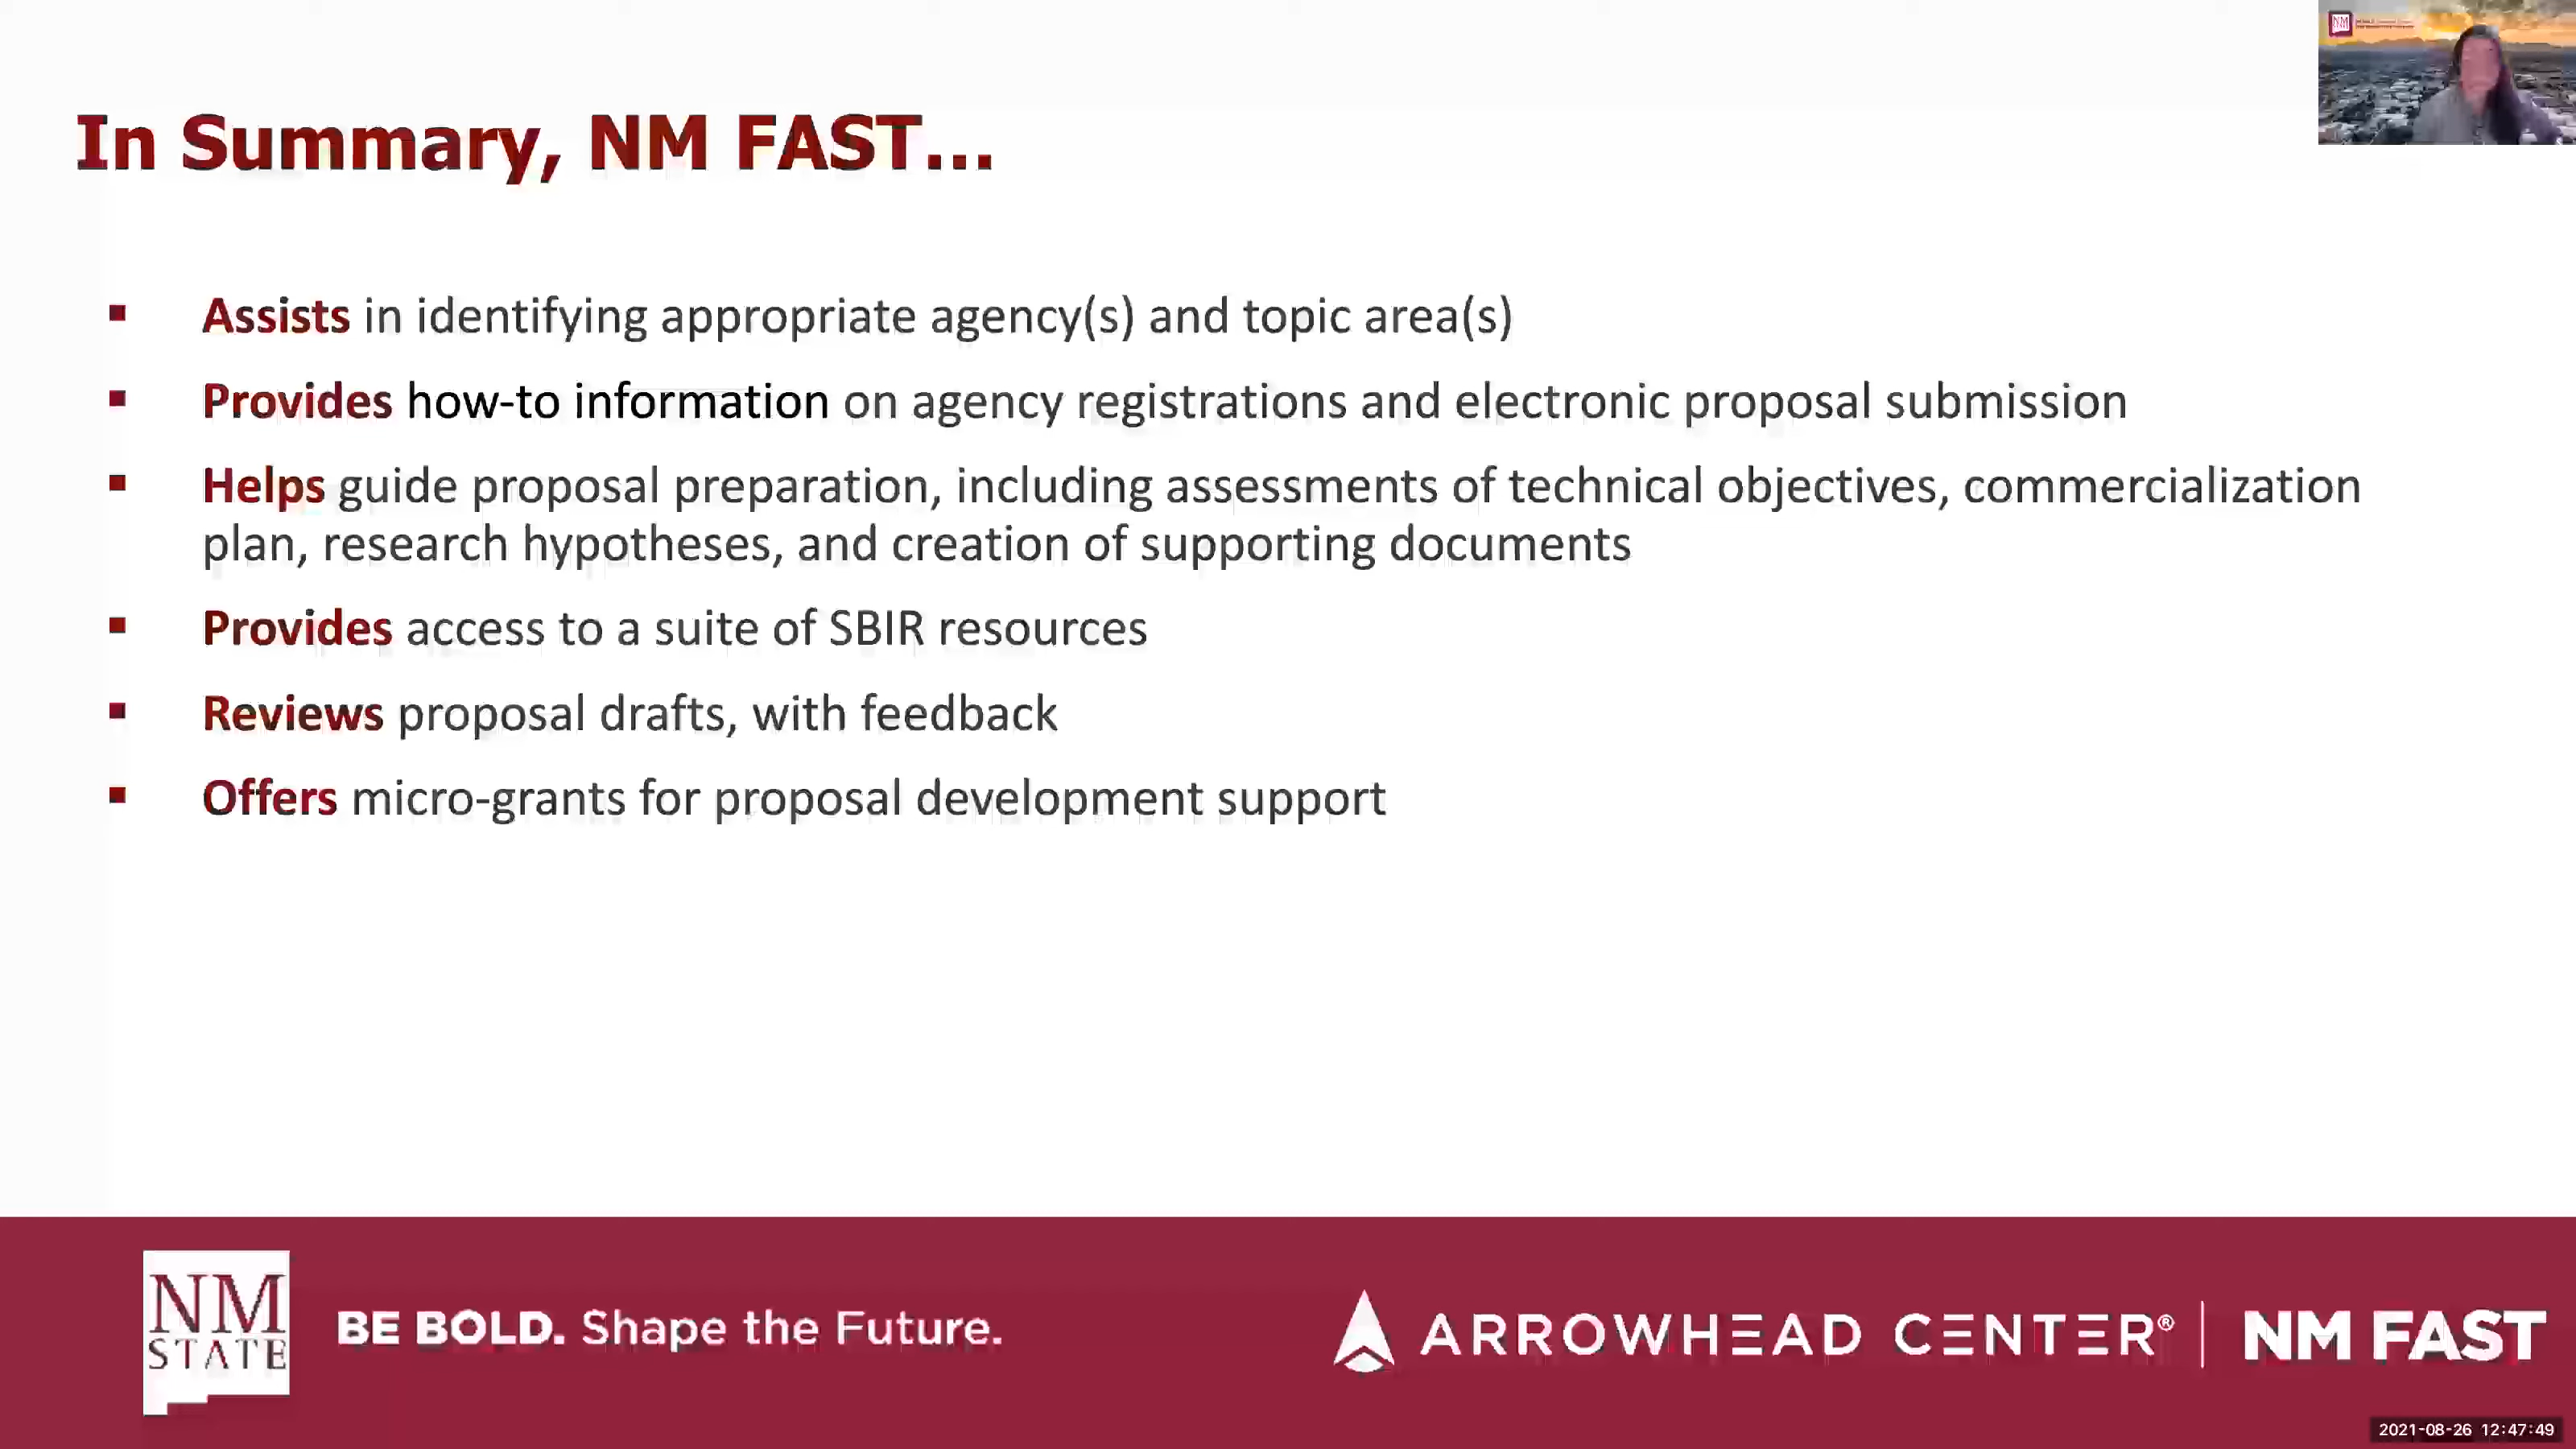 In Summary, NM FAST...
▪ Assists in identifying appropriate agency(s) and topic area(s)
▪ Provides how-to information on agency registrations and electronic proposal submission
▪ Helps guide proposal preparation, including assessments of technical objectives, commercialization
plan, research hypotheses, and creation of supporting documents
▪ Provides access to a suite of SBIR resources
▪ Reviews proposal drafts, with feedback
▪ Offers micro-grants for proposal development support
NM
STATE
BE BOLD. Shape the Future.
ARROWHEAD CENTER® | NM FAST
2021-08-26 12:47:49